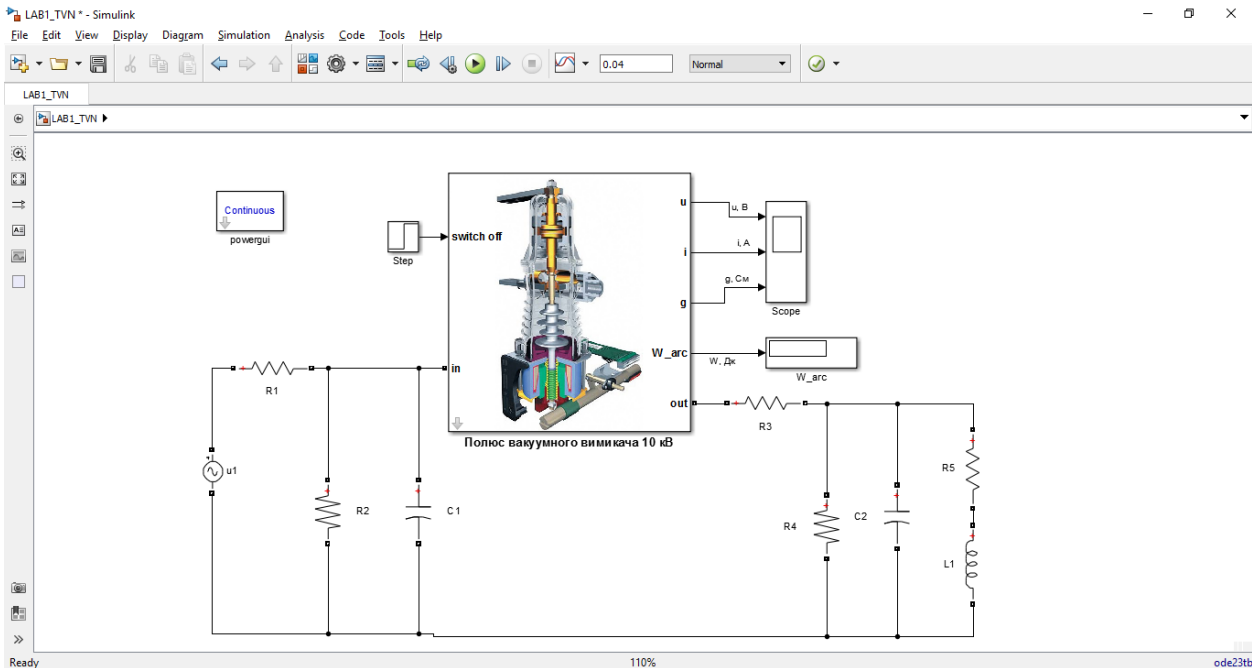 LAB1_TVN * - Simulink
File Edit View Display Diagram Simulation Analysis Code Tools Help
0.04 Normal
LAB1_TVN
LAB1_TVN
Continuous
powergui
Step
switch off
u
u, В
i
i, А
g
g, См
Scope
W_arc
W, Дж
W_arc
in
out
R1
R3
Полюс вакуумного вимикача 10 кВ
u1
R2
C1
R4
C2
R5
L1
Ready 110% ode23tb